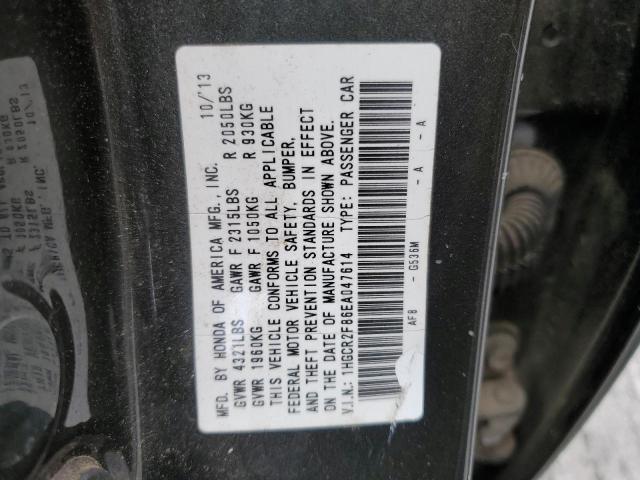 MFD. BY HONDA OF AMERICA MFG., INC. 10/13
GVWR 4321LBS GAWR F 2315LBS R 2050LBS
GVWR 1960KG GAWR F 1050KG R 930KG
THIS VEHICLE CONFORMS TO ALL APPLICABLE
FEDERAL MOTOR VEHICLE SAFETY, BUMPER,
AND THEFT PREVENTION STANDARDS IN EFFECT
ON THE DATE OF MANUFACTURE SHOWN ABOVE.
V.I.N.: 1HGCR2F86EA047614 TYPE: PASSENGER CAR
AFB - G536M - A - A